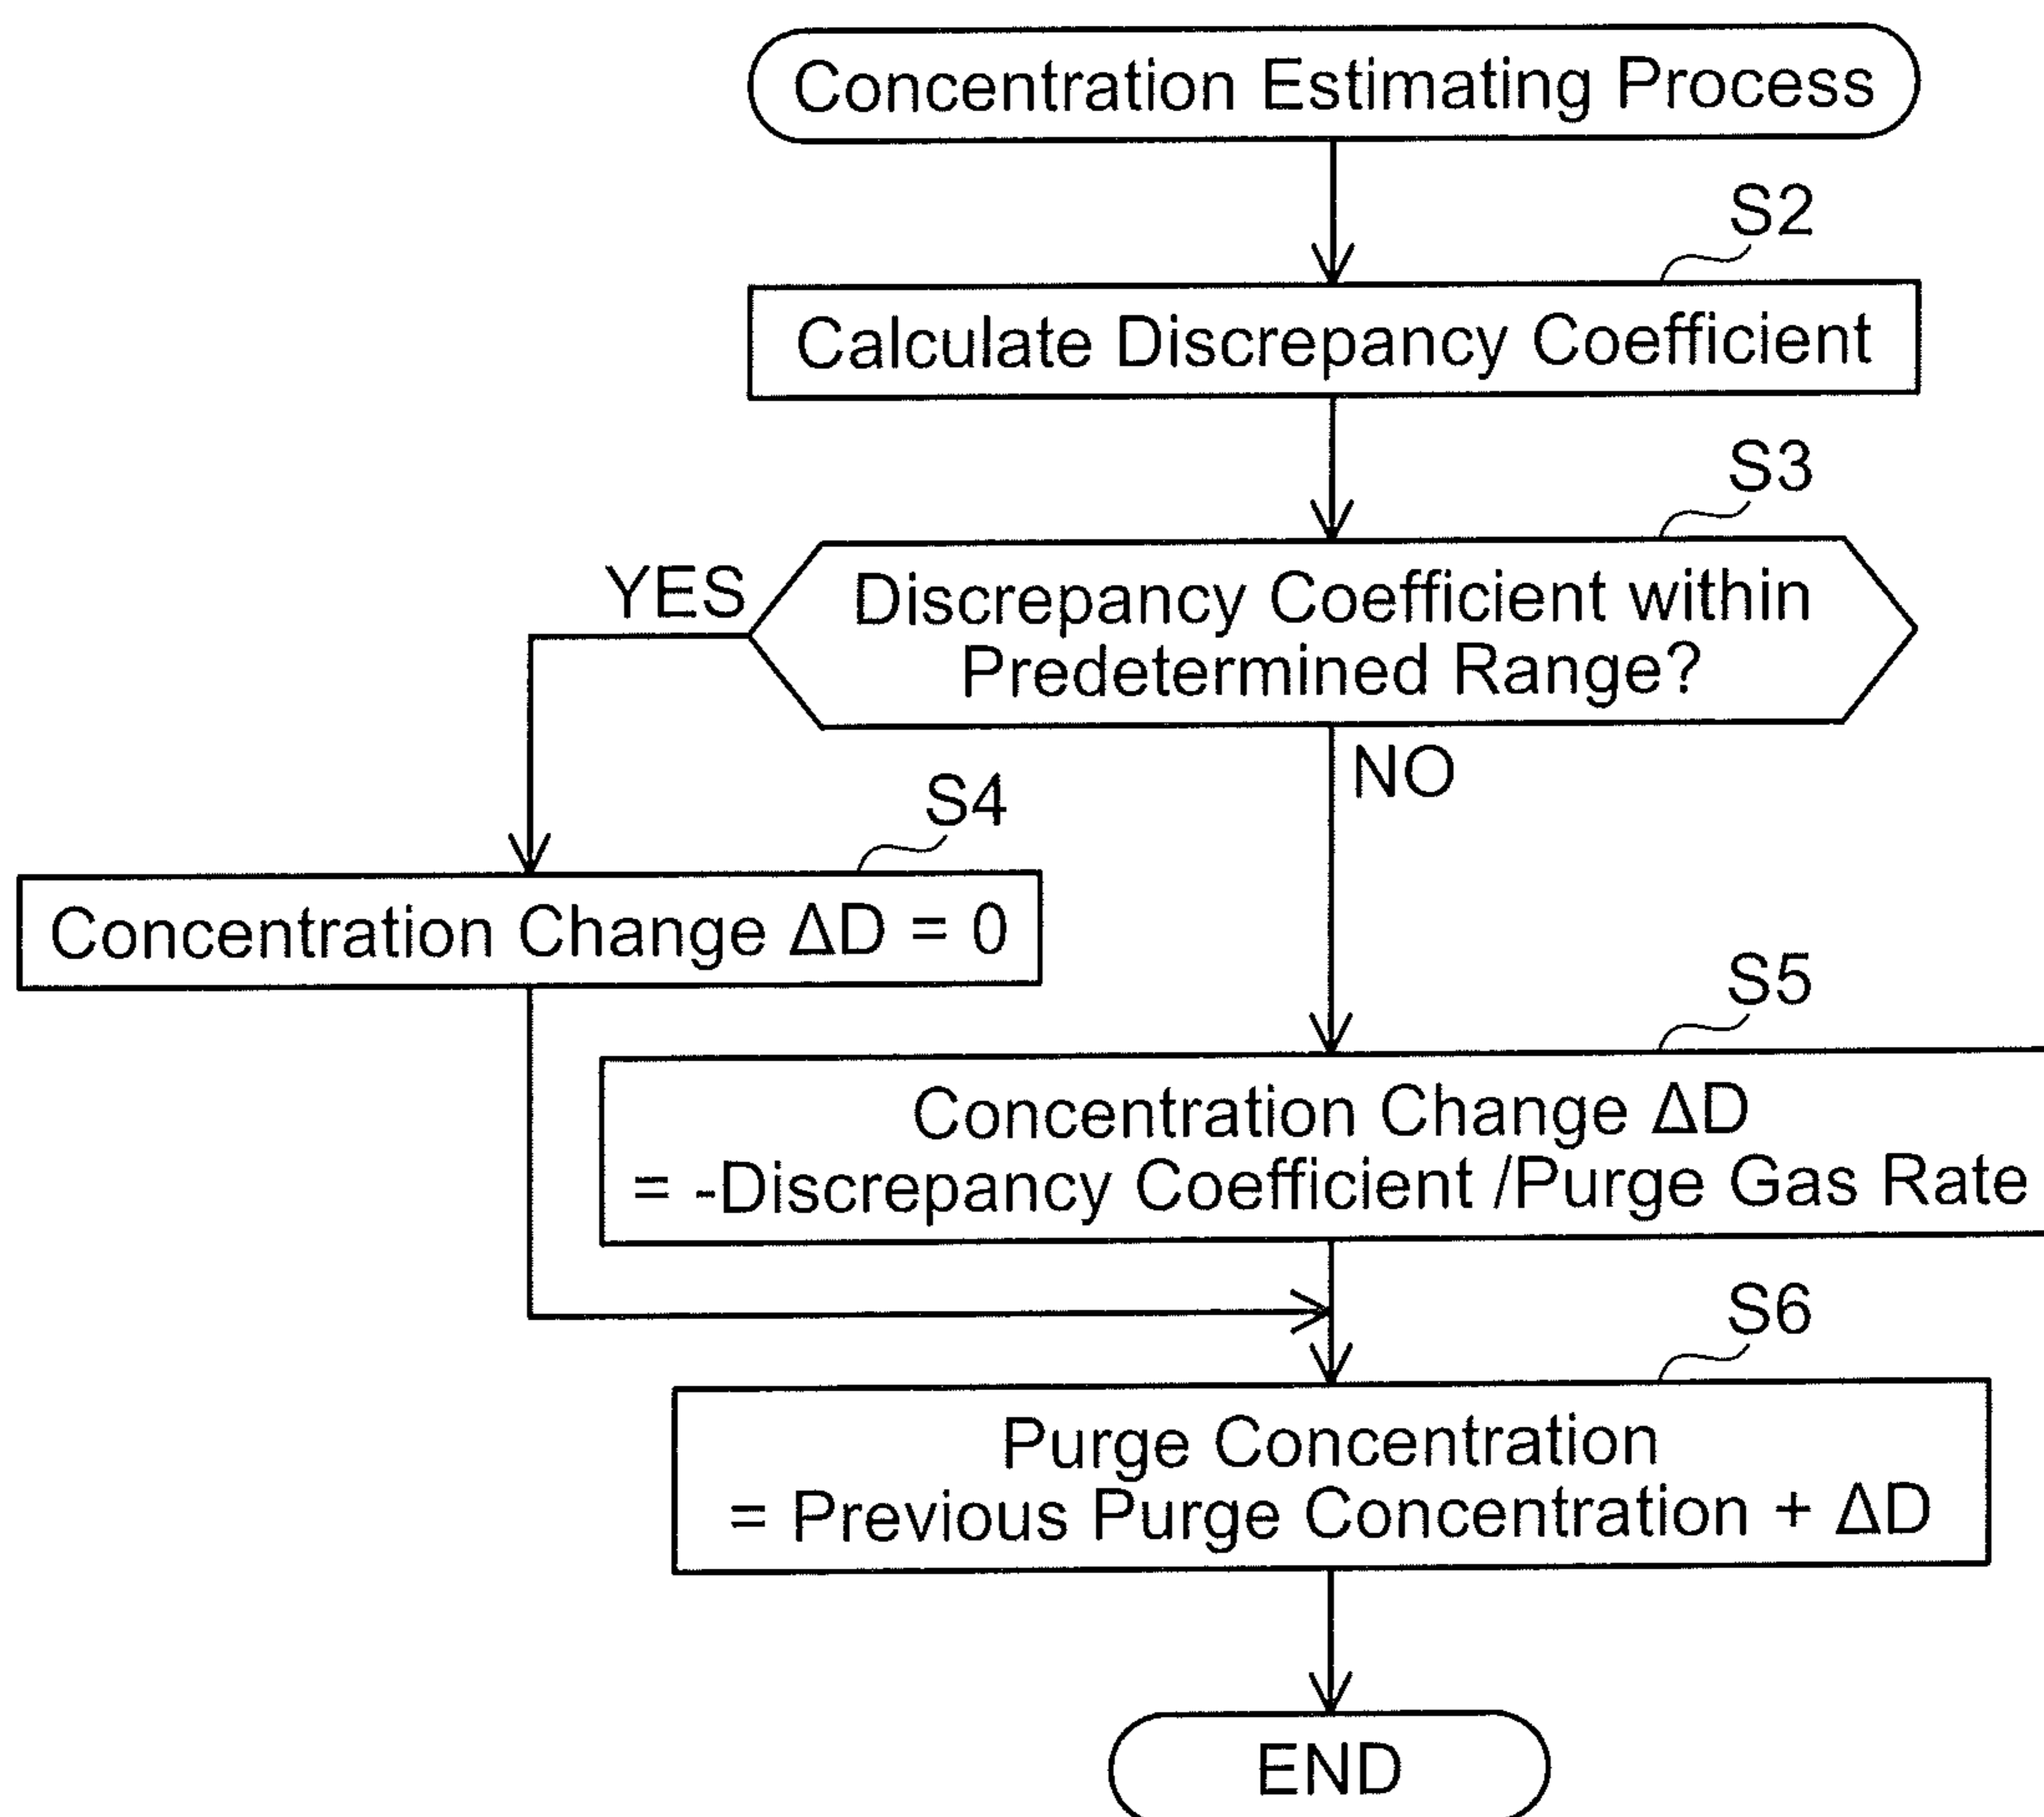 Concentration Estimating Process
S2
Calculate Discrepancy Coefficient
S3
Discrepancy Coefficient within
Predetermined Range?
YES
NO
S4
Concentration Change ΔD = 0
S5
Concentration Change ΔD
= -Discrepancy Coefficient /Purge Gas Rate
S6
Purge Concentration
= Previous Purge Concentration + ΔD
END